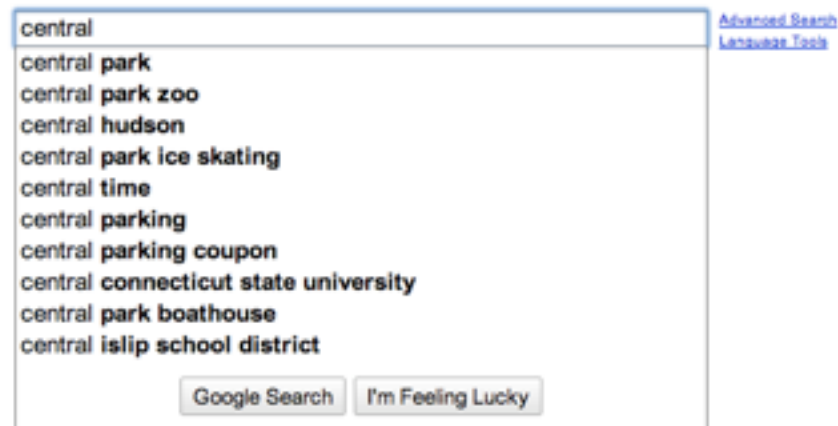 central
Advanced Search
Language Tools
central park
central park zoo
central hudson
central park ice skating
central time
central parking
central parking coupon
central connecticut state university
central park boathouse
central islip school district
Google Search
I'm Feeling Lucky